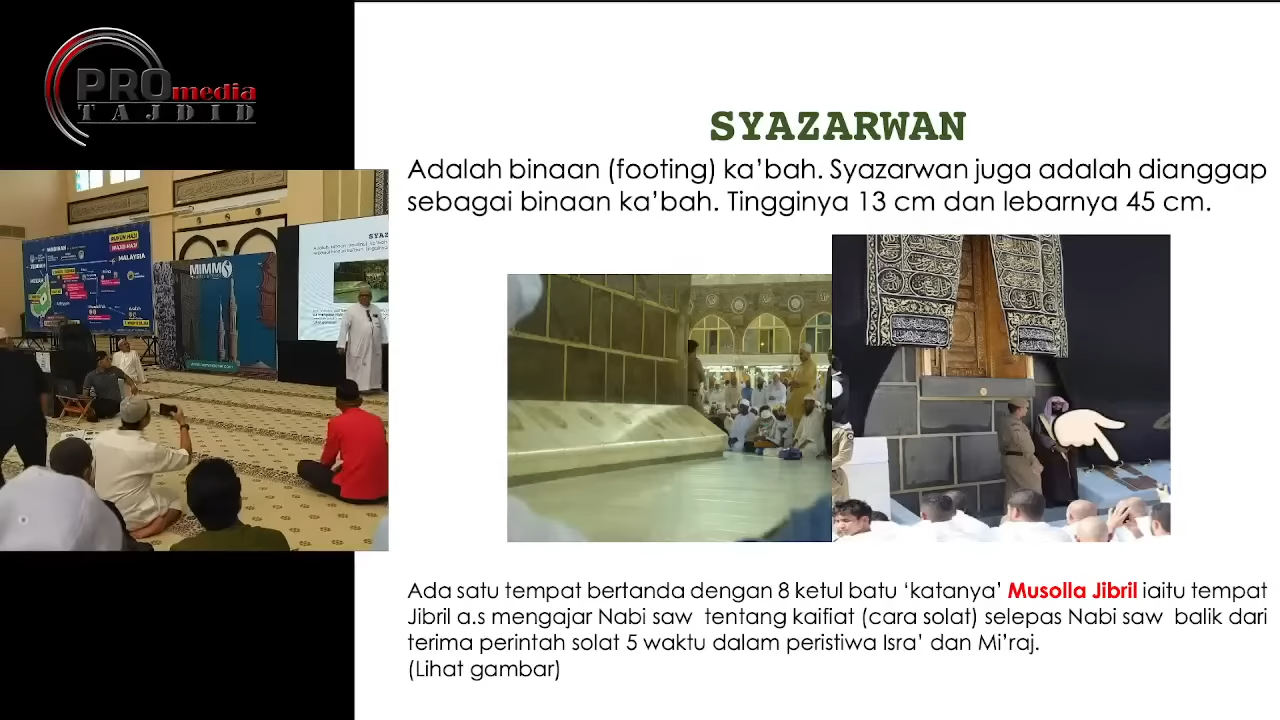 PROmedia
TAJDID
SYAZARWAN
Adalah binaan (footing) ka’bah. Syazarwan juga adalah dianggap
sebagai binaan ka’bah. Tingginya 13 cm dan lebarnya 45 cm.
MIMM
MALAYSIA
Ada satu tempat bertanda dengan 8 ketul batu ‘katanya’ Musolla Jibril iaitu tempat
Jibril a.s mengajar Nabi saw tentang kaifiat (cara solat) selepas Nabi saw balik dari
terima perintah solat 5 waktu dalam peristiwa Isra’ dan Mi’raj.
(Lihat gambar)